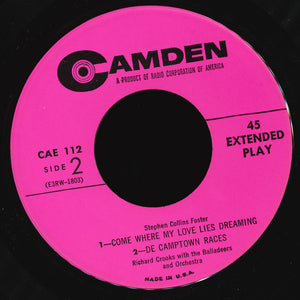 CAMDEN
A PRODUCT OF RADIO CORPORATION OF AMERICA
CAE 112
SIDE 2
(E3RW-1803)
45
EXTENDED
PLAY
Stephen Collins Foster
1—COME WHERE MY LOVE LIES DREAMING
2—DE CAMPTOWN RACES
Richard Crooks with the Balladeers
and Orchestra
MADE IN U.S.A.